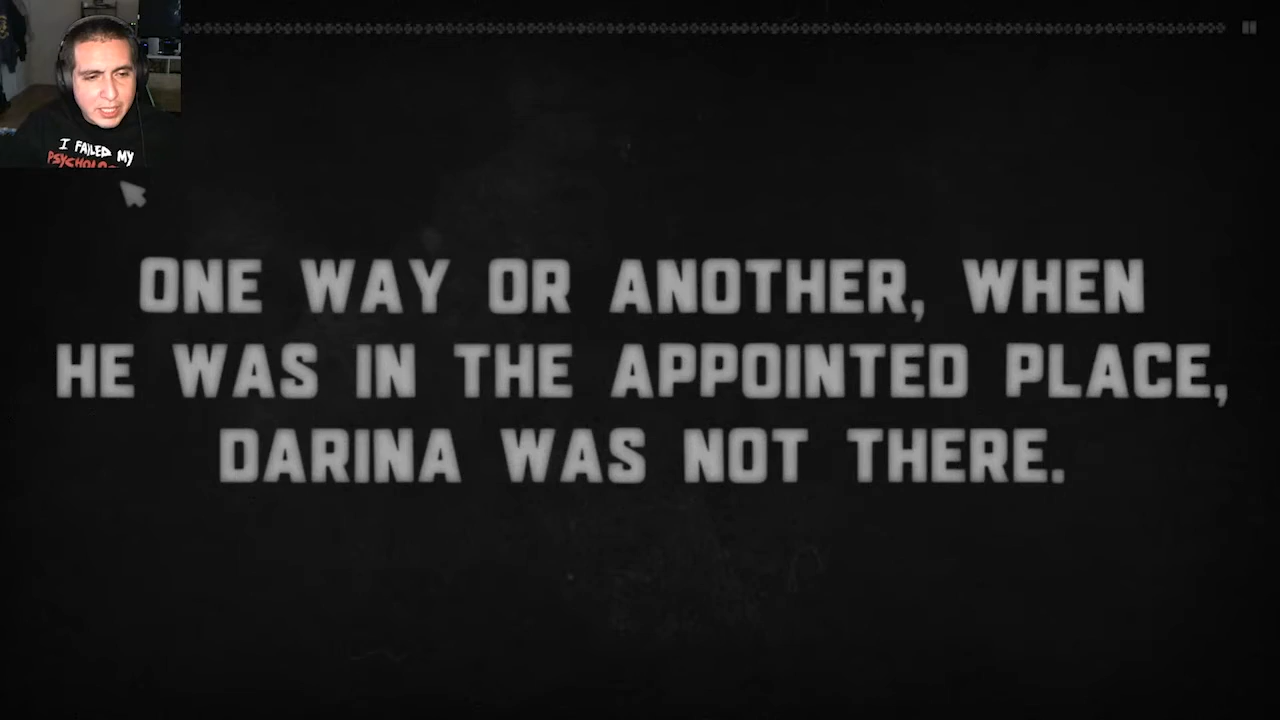 I FAILED MY
ONE WAY OR ANOTHER, WHEN
HE WAS IN THE APPOINTED PLACE,
DARINA WAS NOT THERE.